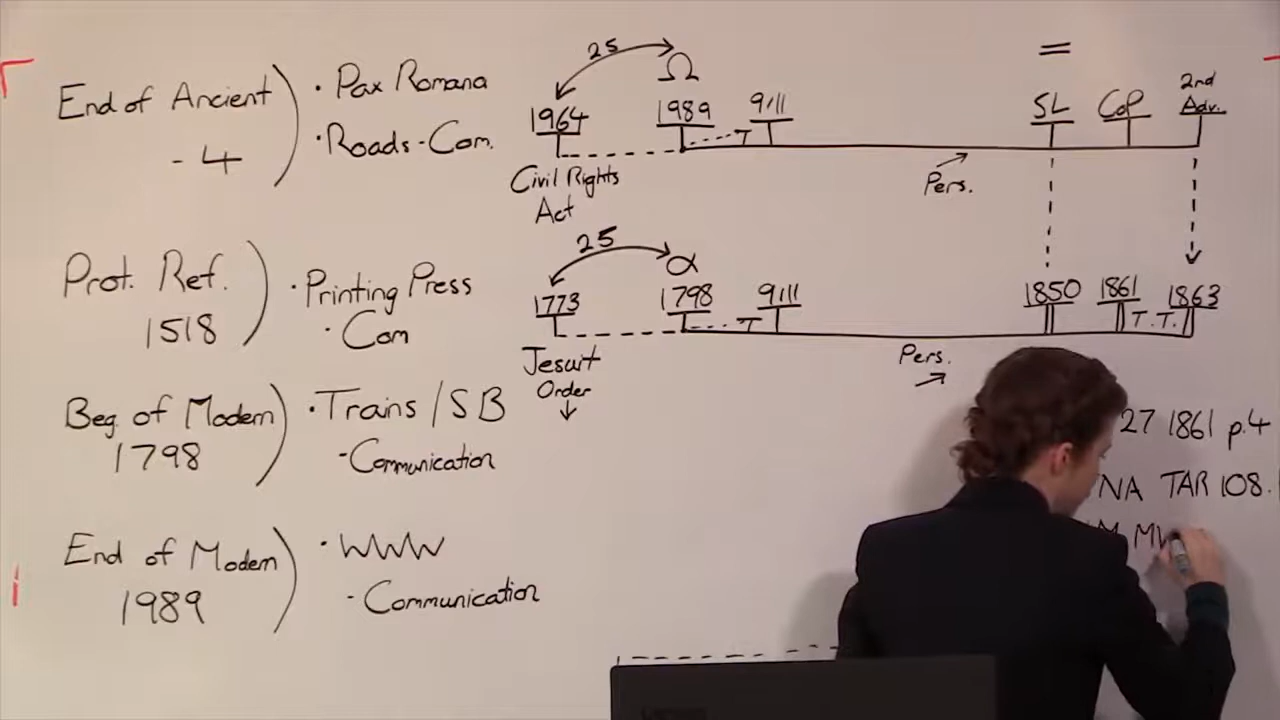 End of Ancient
- 4
• Pax Romana
• Roads - Com.
Prot. Ref.
1518
• Printing Press
• Com
Beg. of Modern
1798
• Trains / SB
- Communication
End of Modern
1989
• WWW
- Communication
25
Ω
1964
1989
9/11
T
Civil Rights
Act
Pers.
=
SL
CoP
2nd
Adv.
25
α
1773
1798
9/11
T
Jesuit
Order
Pers.
1850
1861
1863
T. T.
27 1861 p.4
NA TAR 108.